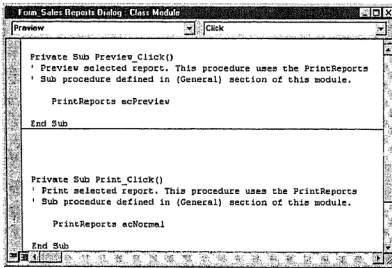 Form_Sales Reports Dialog : Class Module
Preview
Click
Private Sub Preview_Click()
' Preview selected report. This procedure uses the PrintReports
' Sub procedure defined in (General) section of this module.
PrintReports acPreview
End Sub
Private Sub Print_Click()
' Print selected report. This procedure uses the PrintReports
' Sub procedure defined in (General) section of this module.
PrintReports acNormal
End Sub